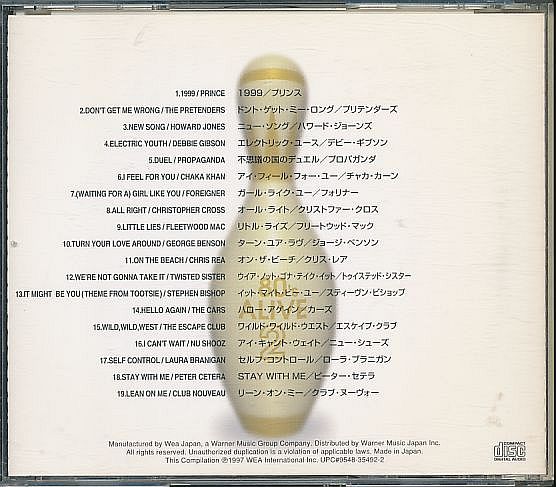 1.1999 / PRINCE 1999／プリンス
2.DON'T GET ME WRONG / THE PRETENDERS ドント・ゲット・ミー・ロング／プリテンダーズ
3.NEW SONG / HOWARD JONES ニュー・ソング／ハワード・ジョーンズ
4.ELECTRIC YOUTH / DEBBIE GIBSON エレクトリック・ユース／デビー・ギブソン
5.DUEL / PROPAGANDA 不思議の国のデュエル／プロパガンダ
6.I FEEL FOR YOU / CHAKA KHAN アイ・フィール・フォー・ユー／チャカ・カーン
7.(WAITING FOR A) GIRL LIKE YOU / FOREIGNER ガール・ライク・ユー／フォリナー
8.ALL RIGHT / CHRISTOPHER CROSS オール・ライト／クリストファー・クロス
9.LITTLE LIES / FLEETWOOD MAC リトル・ライズ／フリートウッド・マック
10.TURN YOUR LOVE AROUND / GEORGE BENSON ターン・ユア・ラヴ／ジョージ・ベンソン
11.ON THE BEACH / CHRIS REA オン・ザ・ビーチ／クリス・レア
12.WE'RE NOT GONNA TAKE IT / TWISTED SISTER ウイア・ノット・ゴナ・テイク・イット／トゥイステッド・シスター
13.IT MIGHT BE YOU (THEME FROM TOOTSIE) / STEPHEN BISHOP イット・マイト・ビー・ユー／スティーヴン・ビショップ
14.HELLO AGAIN / THE CARS ハロー・アゲイン／カーズ
15.WILD,WILD,WEST / THE ESCAPE CLUB ワイルド・ワイルド・ウエスト／エスケイプ・クラブ
16.I CAN'T WAIT / NU SHOOZ アイ・キャント・ウェイト／ニュー・シューズ
17.SELF CONTROL / LAURA BRANIGAN セルフ・コントロール／ローラ・ブラニガン
18.STAY WITH ME / PETER CETERA STAY WITH ME／ピーター・セテラ
19.LEAN ON ME / CLUB NOUVEAU リーン・オン・ミー／クラブ・ヌーヴォー
80's
ALIVE
2
Manufactured by Wea Japan, a Warner Music Group Company. Distributed by Warner Music Japan Inc.
All rights reserved. Unauthorized duplication is a violation of applicable laws. Made in Japan.
This Compilation ℗1997 WEA International Inc. UPC#9548-35492-2
COMPACT
disc
DIGITAL AUDIO